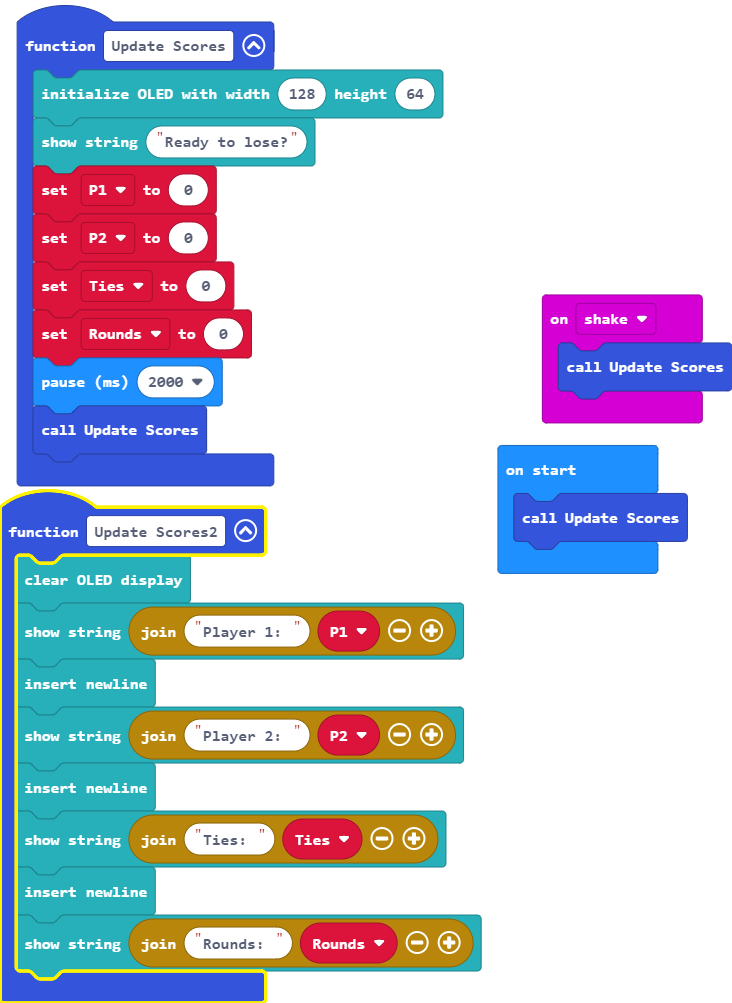 function Update Scores
initialize OLED with width 128 height 64
show string "Ready to lose?"
set P1 to 0
set P2 to 0
set Ties to 0
set Rounds to 0
pause (ms) 2000
call Update Scores
on shake
call Update Scores
on start
call Update Scores
function Update Scores2
clear OLED display
show string join "Player 1: " P1
insert newline
show string join "Player 2: " P2
insert newline
show string join "Ties: " Ties
insert newline
show string join "Rounds: " Rounds